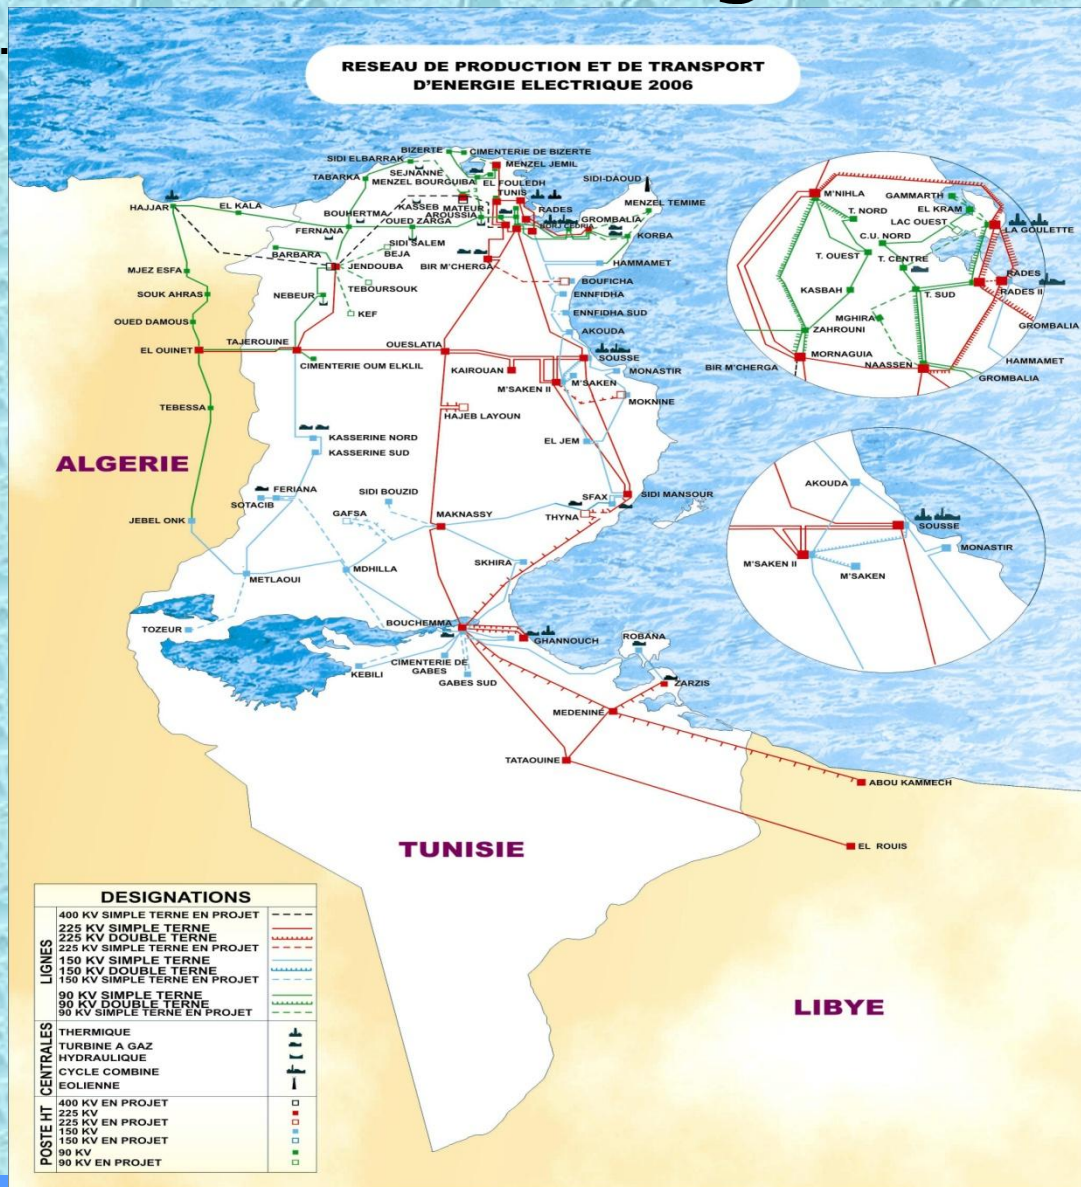 RESEAU DE PRODUCTION ET DE TRANSPORT
D'ENERGIE ELECTRIQUE 2006
BIZERTE
CIMENTERIE DE BIZERTE
SIDI ELBARRAK
MENZEL JEMIL
SEJNANNE
TABARKA
MENZEL BOURGUIBA
EL FOULEDH
TUNIS
SIDI-DAOUD
MENZEL TEMIME
HAJJAR
EL KALA
KASSEB
MATEUR
RADES
BOUHERTMA
AROUSSIA
GROMBALIA
OUED ZARGA
FERNANA
BORJ CEDRIA
KORBA
SIDI SALEM
BEJA
BARBARA
HAMMAMET
MJEZ ESFA
JENDOUBA
BIR M'CHERGA
TEBOURSOUK
BOUFICHA
SOUK AHRAS
NEBEUR
ENNFIDHA
KEF
ENNFIDHA SUD
OUED DAMOUS
AKOUDA
TAJEROUINE
OUESLATIA
EL OUINET
SOUSSE
CIMENTERIE OUM ELKLIL
KAIROUAN
MONASTIR
M'SAKEN
M'SAKEN II
MOKNINE
TEBESSA
HAJEB LAYOUN
KASSERINE NORD
EL JEM
KASSERINE SUD
ALGERIE
FERIANA
SIDI BOUZID
SFAX
SIDI MANSOUR
SOTACIB
GAFSA
THYNA
JEBEL ONK
MAKNASSY
SKHIRA
MDHILLA
METLAOUI
BOUCHEMMA
TOZEUR
ROBANA
GHANNOUCH
CIMENTERIE DE
GABES
KEBILI
GABES SUD
ZARZIS
MEDENINE
TATAOUINE
ABOU KAMMECH
TUNISIE
EL ROUIS
LIBYE
M'NIHLA
GAMMARTH
EL KRAM
T. NORD
LAC OUEST
LA GOULETTE
C.U. NORD
T. OUEST
T. CENTRE
RADES
KASBAH
T. SUD
RADES II
MGHIRA
ZAHROUNI
GROMBALIA
MORNAGUIA
HAMMAMET
BIR M'CHERGA
NAASSEN
GROMBALIA
AKOUDA
SOUSSE
MONASTIR
M'SAKEN II
M'SAKEN
DESIGNATIONS
LIGNES
400 KV SIMPLE TERNE EN PROJET
225 KV SIMPLE TERNE
225 KV DOUBLE TERNE
225 KV SIMPLE TERNE EN PROJET
150 KV SIMPLE TERNE
150 KV DOUBLE TERNE
150 KV SIMPLE TERNE EN PROJET
90 KV SIMPLE TERNE
90 KV DOUBLE TERNE
90 KV SIMPLE TERNE EN PROJET
CENTRALES
THERMIQUE
TURBINE A GAZ
HYDRAULIQUE
CYCLE COMBINE
EOLIENNE
POSTE HT
400 KV EN PROJET
225 KV
225 KV EN PROJET
150 KV
150 KV EN PROJET
90 KV
90 KV EN PROJET